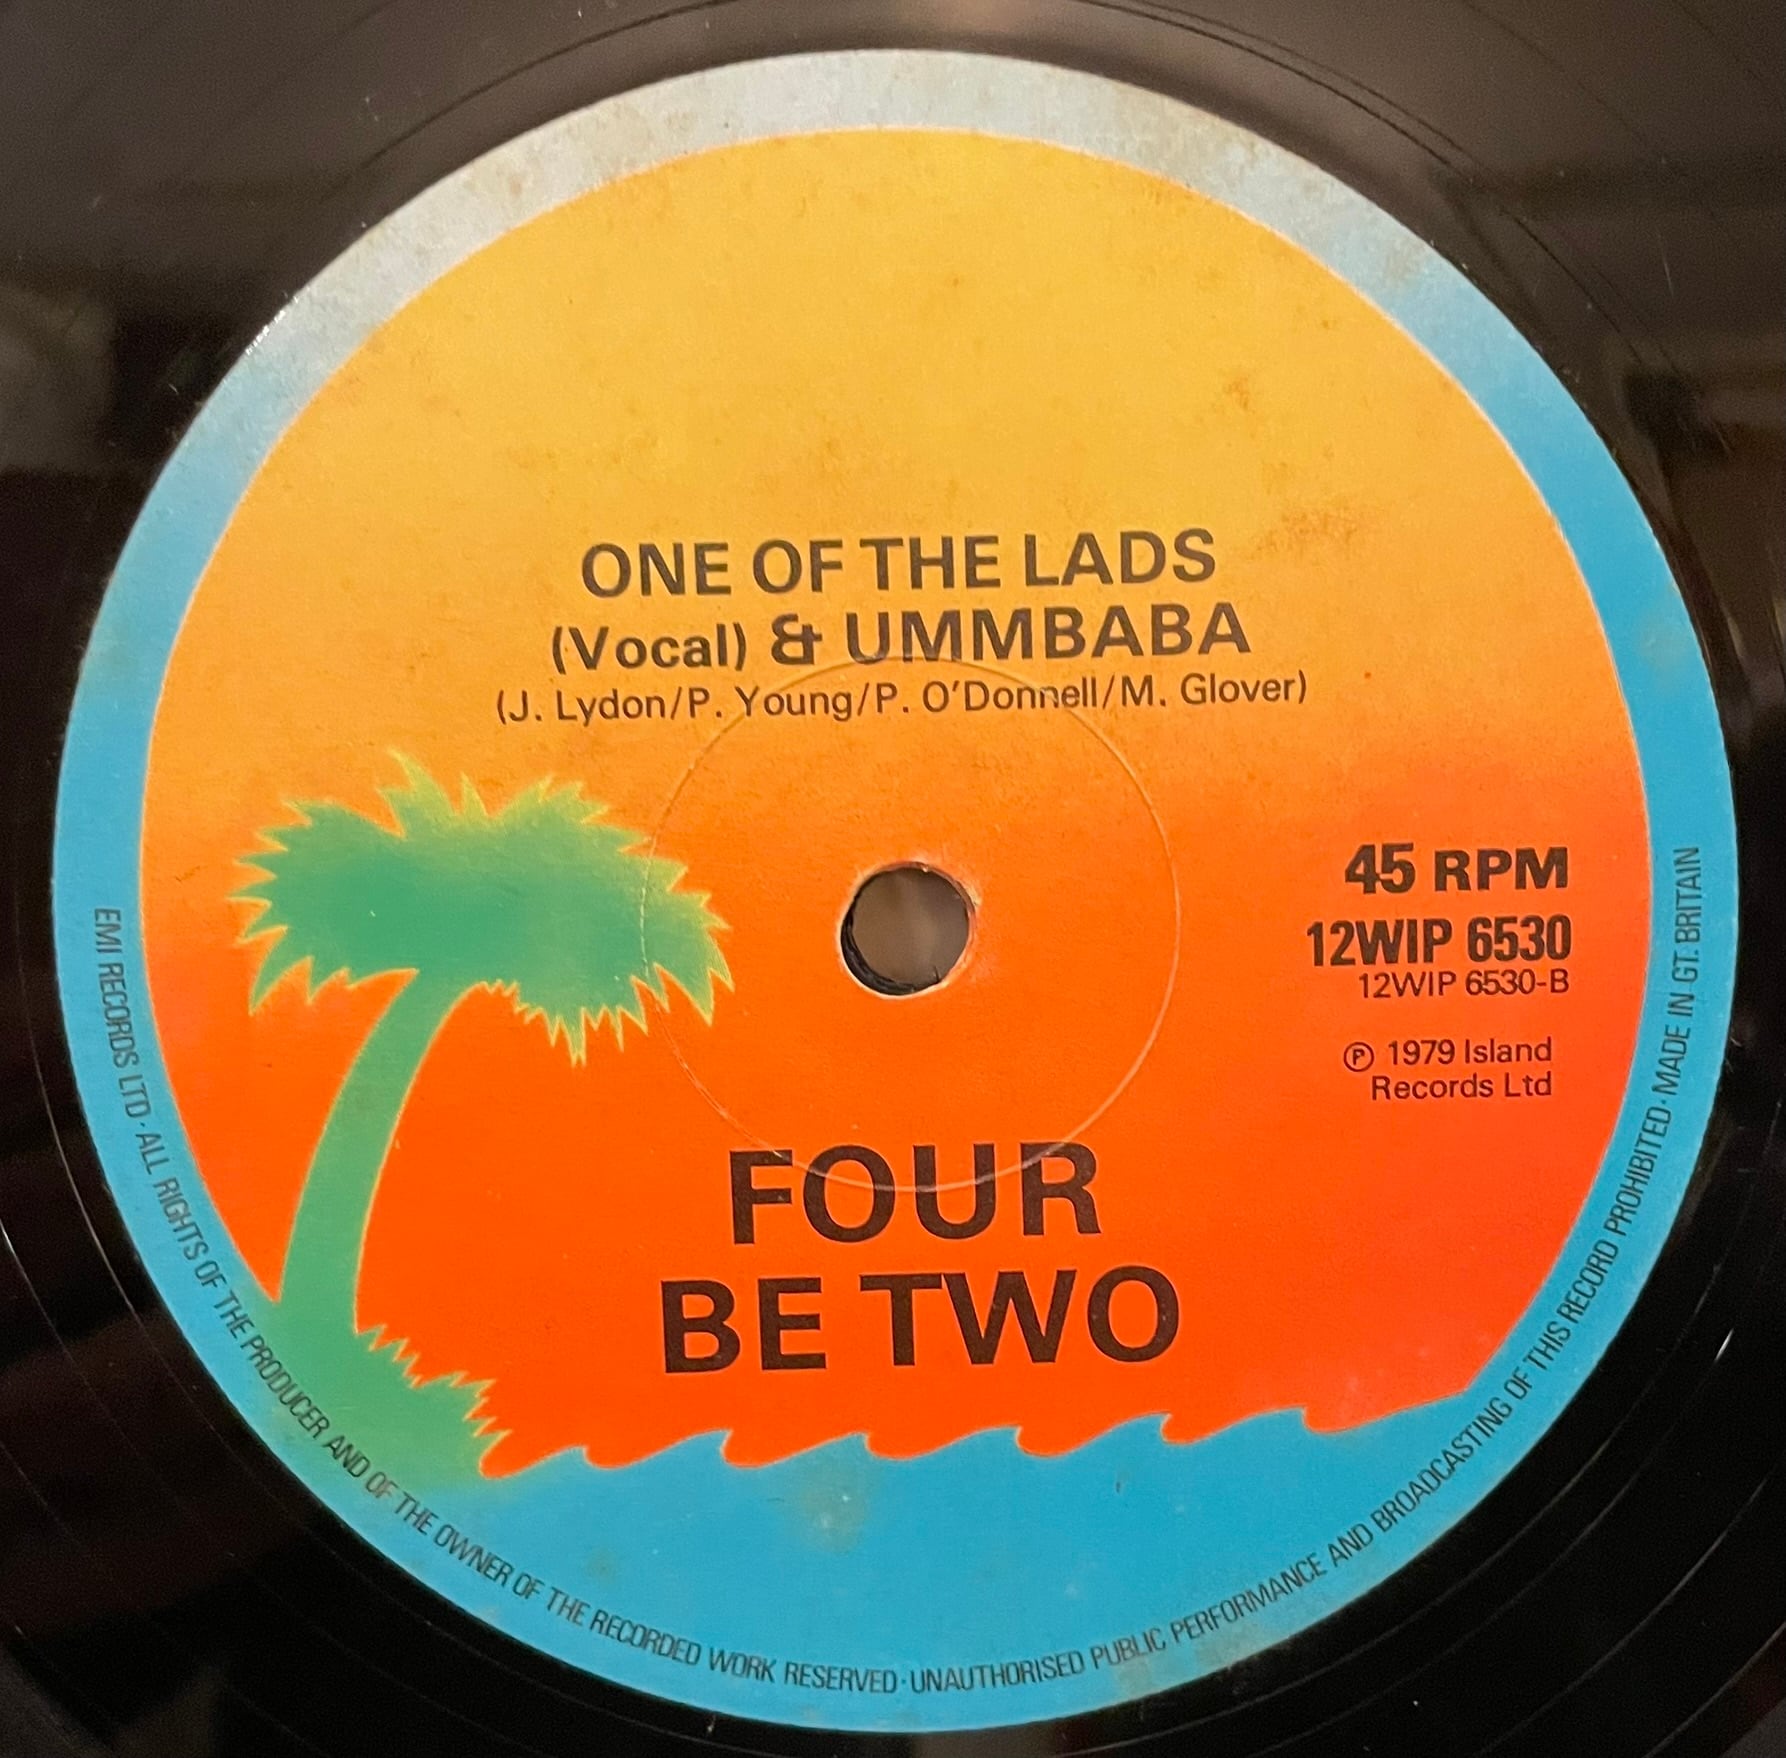 ONE OF THE LADS
(Vocal) & UMMBABA
(J. Lydon/P. Young/P. O'Donnell/M. Glover)
45 RPM
12WIP 6530
12WIP 6530-B
℗ 1979 Island
Records Ltd
FOUR
BE TWO
EMI RECORDS LTD · ALL RIGHTS OF THE PRODUCER AND OF THE OWNER OF THE RECORDED WORK RESERVED · UNAUTHORISED PUBLIC PERFORMANCE AND BROADCASTING OF THIS RECORD PROHIBITED · MADE IN GT. BRITAIN